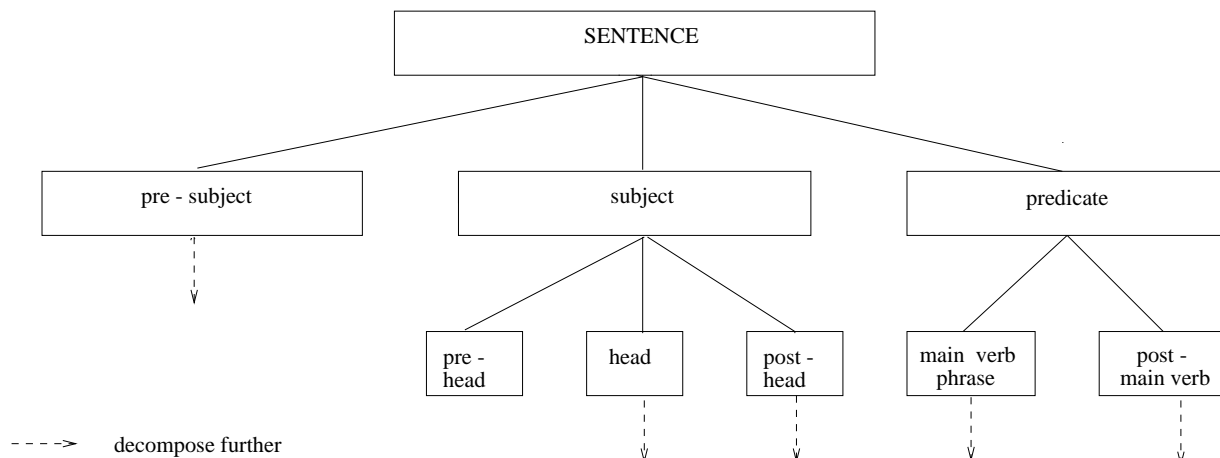 SENTENCE
pre - subject
subject
predicate
pre -
head
head
post -
head
main verb
phrase
post -
main verb
decompose further